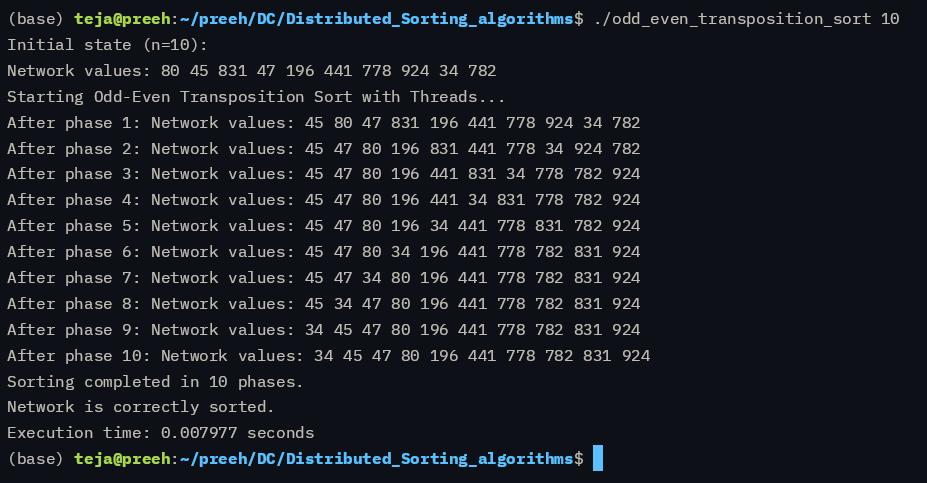 (base) teja@preeh:~/preeh/DC/Distributed_Sorting_algorithms$ ./odd_even_transposition_sort 10
Initial state (n=10):
Network values: 80 45 831 47 196 441 778 924 34 782
Starting Odd-Even Transposition Sort with Threads...
After phase 1: Network values: 45 80 47 831 196 441 778 924 34 782
After phase 2: Network values: 45 47 80 196 831 441 778 34 924 782
After phase 3: Network values: 45 47 80 196 441 831 34 778 782 924
After phase 4: Network values: 45 47 80 196 441 34 831 778 782 924
After phase 5: Network values: 45 47 80 196 34 441 778 831 782 924
After phase 6: Network values: 45 47 80 34 196 441 778 782 831 924
After phase 7: Network values: 45 47 34 80 196 441 778 782 831 924
After phase 8: Network values: 45 34 47 80 196 441 778 782 831 924
After phase 9: Network values: 34 45 47 80 196 441 778 782 831 924
After phase 10: Network values: 34 45 47 80 196 441 778 782 831 924
Sorting completed in 10 phases.
Network is correctly sorted.
Execution time: 0.007977 seconds
(base) teja@preeh:~/preeh/DC/Distributed_Sorting_algorithms$